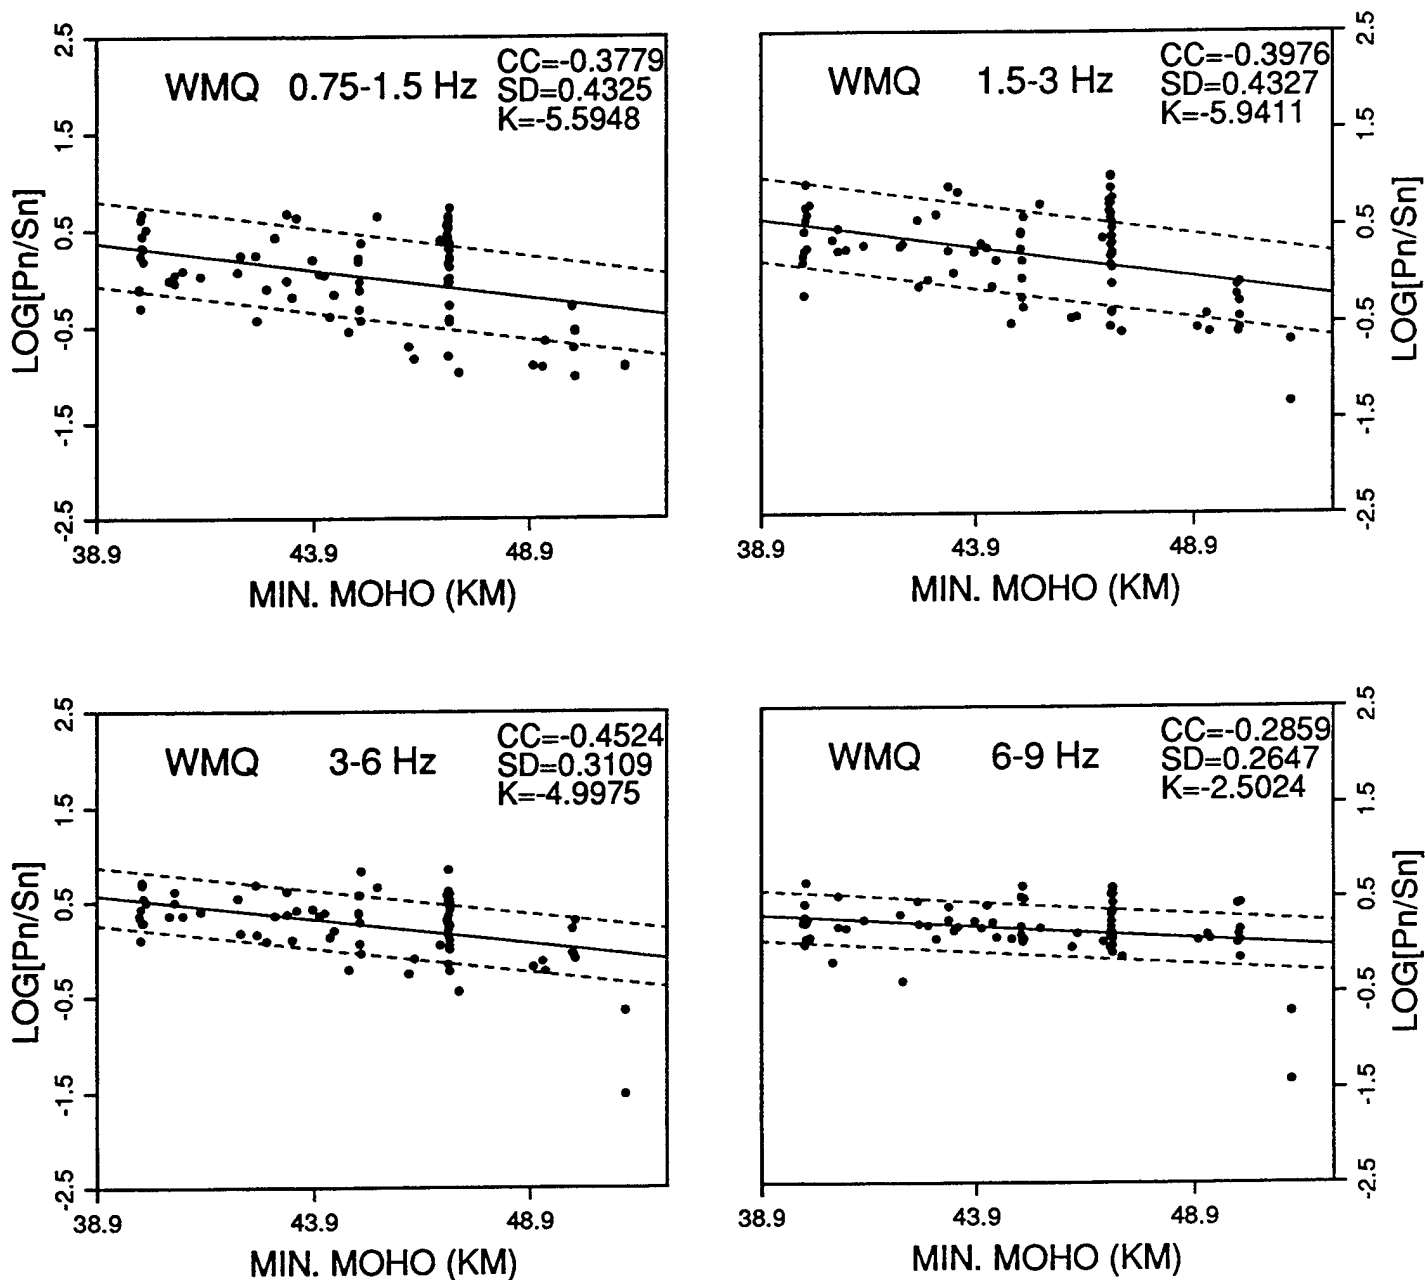 2.5
1.5
0.5
-0.5
-1.5
-2.5
LOG[Pn/Sn]
WMQ 0.75-1.5 Hz
CC=-0.3779
SD=0.4325
K=-5.5948
38.9 43.9 48.9
MIN. MOHO (KM)
WMQ 1.5-3 Hz
CC=-0.3976
SD=0.4327
K=-5.9411
2.5
1.5
0.5
-0.5
-1.5
-2.5
LOG[Pn/Sn]
38.9 43.9 48.9
MIN. MOHO (KM)
2.5
1.5
0.5
-0.5
-1.5
-2.5
LOG[Pn/Sn]
WMQ 3-6 Hz
CC=-0.4524
SD=0.3109
K=-4.9975
38.9 43.9 48.9
MIN. MOHO (KM)
WMQ 6-9 Hz
CC=-0.2859
SD=0.2647
K=-2.5024
2.5
1.5
0.5
-0.5
-1.5
-2.5
LOG[Pn/Sn]
38.9 43.9 48.9
MIN. MOHO (KM)